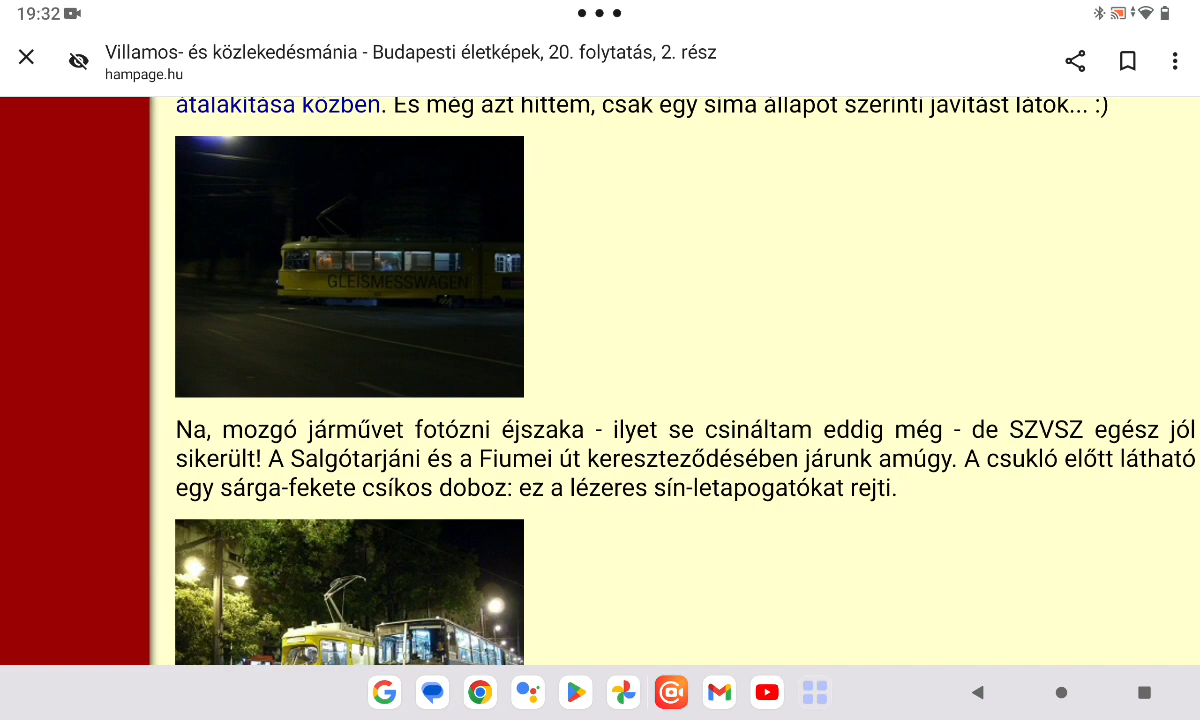 19:32
Villamos- és közlekedésmánia - Budapesti életképek, 20. folytatás, 2. rész
hampage.hu
átalakítása közben. És még azt hittem, csak egy sima állapot szerinti javítást látok... :)
GLEISMESSWAGEN
Na, mozgó járművet fotózni éjszaka - ilyet se csináltam eddig még - de SZVSZ egész jól
sikerült! A Salgótarjáni és a Fiumei út kereszteződésében járunk amúgy. A csukló előtt látható
egy sárga-fekete csíkos doboz: ez a lézeres sín-letapogatókat rejti.